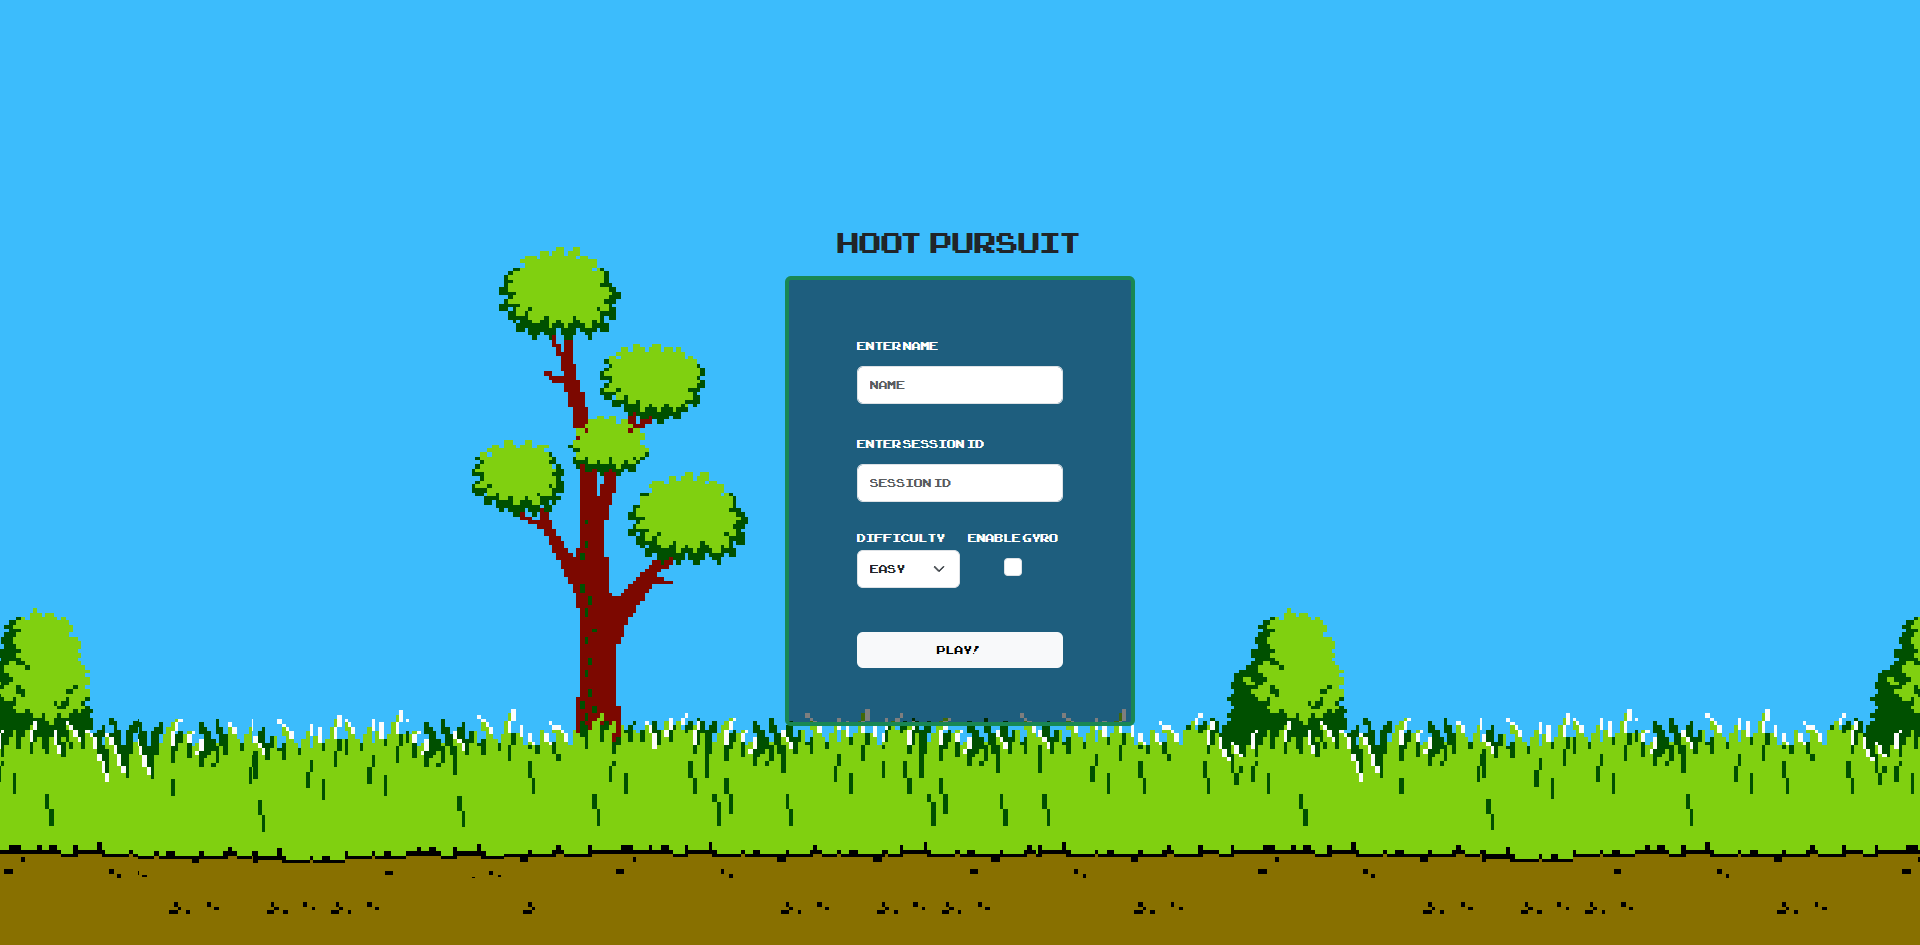 HOOT PURSUIT
ENTER NAME
NAME
ENTER SESSION ID
SESSION ID
DIFFICULTY ENABLE GYRO
EASY
PLAY!